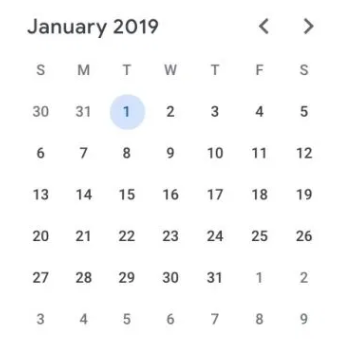 January 2019
S M T W T F S
30 31 1 2 3 4 5
6 7 8 9 10 11 12
13 14 15 16 17 18 19
20 21 22 23 24 25 26
27 28 29 30 31 1 2
3 4 5 6 7 8 9